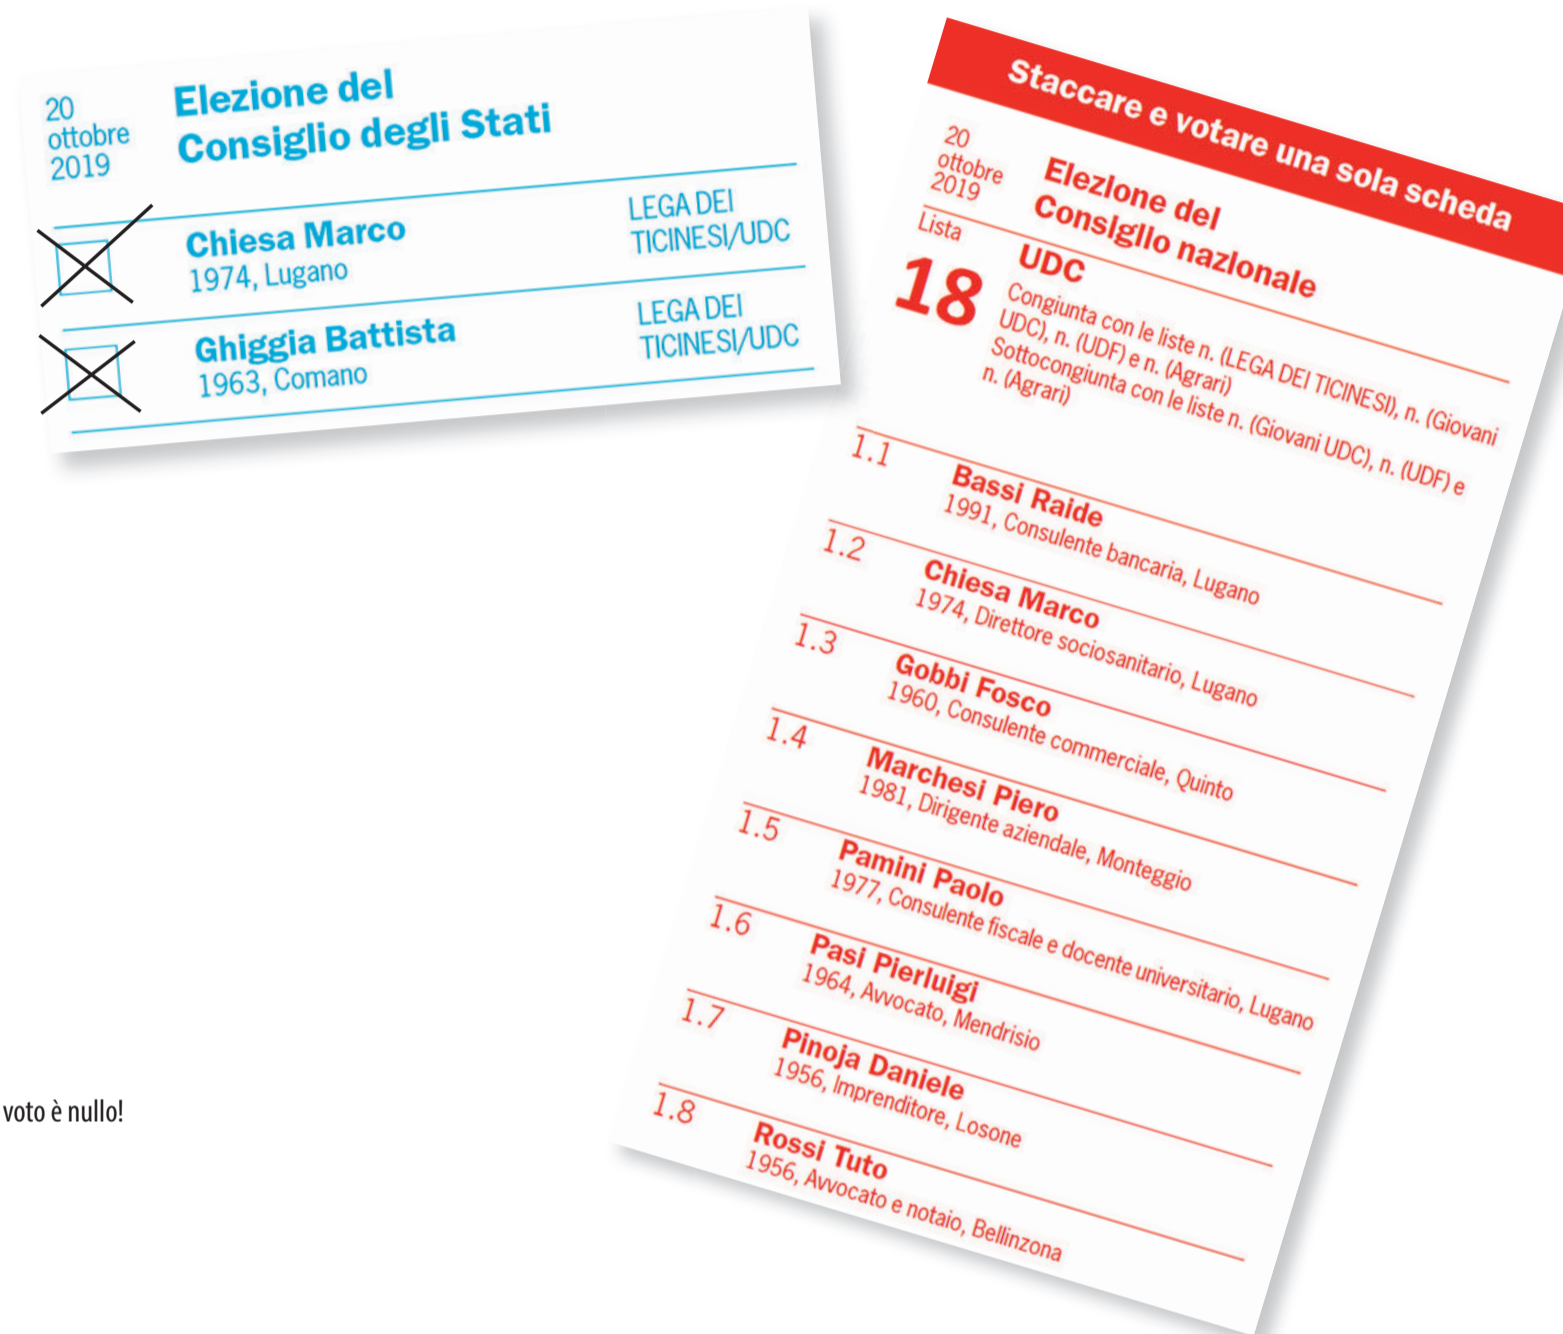 20
ottobre
2019
Elezione del
Consiglio degli Stati
Chiesa Marco
1974, Lugano
LEGA DEI
TICINESI/UDC
Ghiggia Battista
1963, Comano
LEGA DEI
TICINESI/UDC
voto è nullo!
Staccare e votare una sola scheda
20
ottobre
2019
Elezione del
Consiglio nazionale
Lista
18
UDC
Congiunta con le liste n. (LEGA DEI TICINESI), n. (Giovani
UDC), n. (UDF) e n. (Agrari)
Sottocongiunta con le liste n. (Giovani UDC), n. (UDF) e
n. (Agrari)
1.1
Bassi Raide
1991, Consulente bancaria, Lugano
1.2
Chiesa Marco
1974, Direttore sociosanitario, Lugano
1.3
Gobbi Fosco
1960, Consulente commerciale, Quinto
1.4
Marchesi Piero
1981, Dirigente aziendale, Monteggio
1.5
Pamini Paolo
1977, Consulente fiscale e docente universitario, Lugano
1.6
Pasi Pierluigi
1964, Avvocato, Mendrisio
1.7
Pinoja Daniele
1956, Imprenditore, Losone
1.8
Rossi Tuto
1956, Avvocato e notaio, Bellinzona